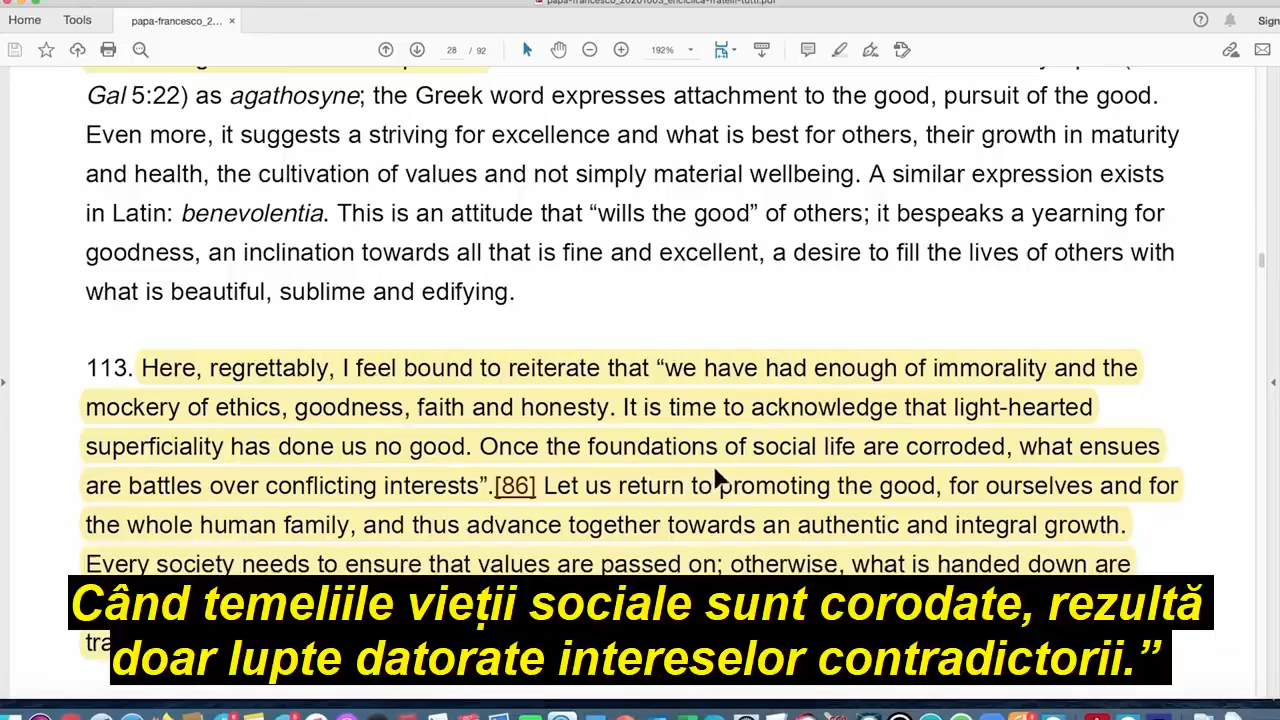 papa-francesco_20201003_enciclica-fratelli-tutti.pdf
Home Tools papa-francesco_2... × Sign
28 / 92 192%
Gal 5:22) as agathosyne; the Greek word expresses attachment to the good, pursuit of the good.
Even more, it suggests a striving for excellence and what is best for others, their growth in maturity
and health, the cultivation of values and not simply material wellbeing. A similar expression exists
in Latin: benevolentia. This is an attitude that “wills the good” of others; it bespeaks a yearning for
goodness, an inclination towards all that is fine and excellent, a desire to fill the lives of others with
what is beautiful, sublime and edifying.
113. Here, regrettably, I feel bound to reiterate that “we have had enough of immorality and the
mockery of ethics, goodness, faith and honesty. It is time to acknowledge that light-hearted
superficiality has done us no good. Once the foundations of social life are corroded, what ensues
are battles over conflicting interests”.[86] Let us return to promoting the good, for ourselves and for
the whole human family, and thus advance together towards an authentic and integral growth.
Every society needs to ensure that values are passed on; otherwise, what is handed down are
Când temeliile vieții sociale sunt corodate, rezultă
doar lupte datorate intereselor contradictorii.”